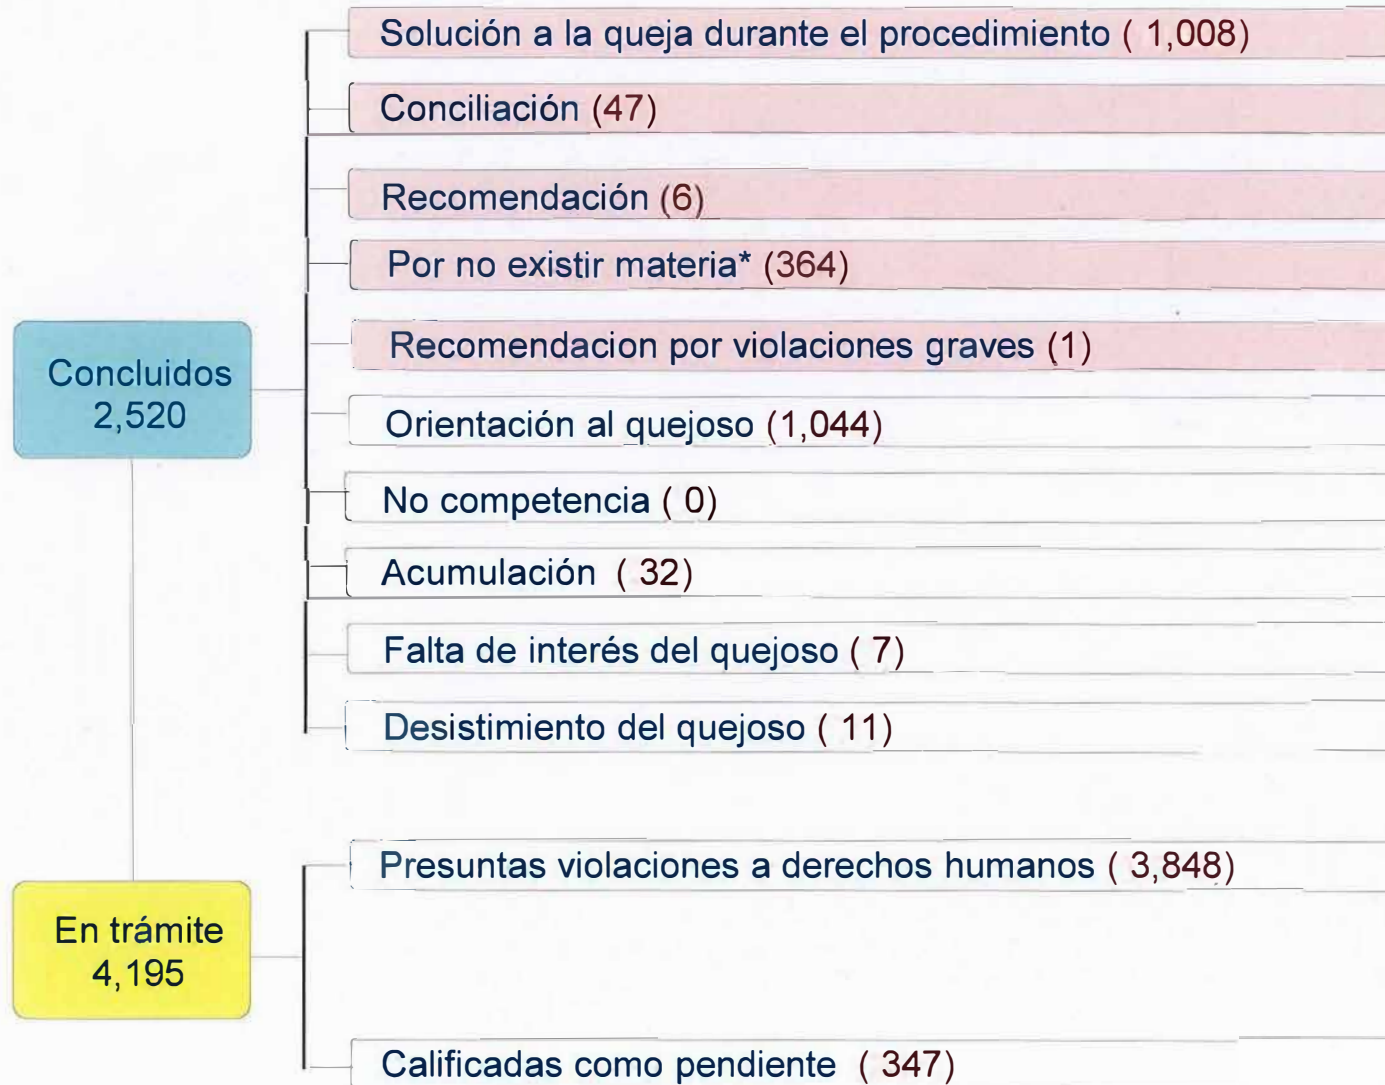 Solución a la queja durante el procedimiento ( 1,008)
Conciliación (47)
Recomendación (6)
Por no existir materia* (364)
Recomendacion por violaciones graves (1)
Concluidos
2,520
Orientación al quejoso (1,044)
No competencia ( 0)
Acumulación ( 32)
Falta de interés del quejoso ( 7)
Desistimiento del quejoso ( 11)
Presuntas violaciones a derechos humanos ( 3,848)
En trámite
4,195
Calificadas como pendiente ( 347)